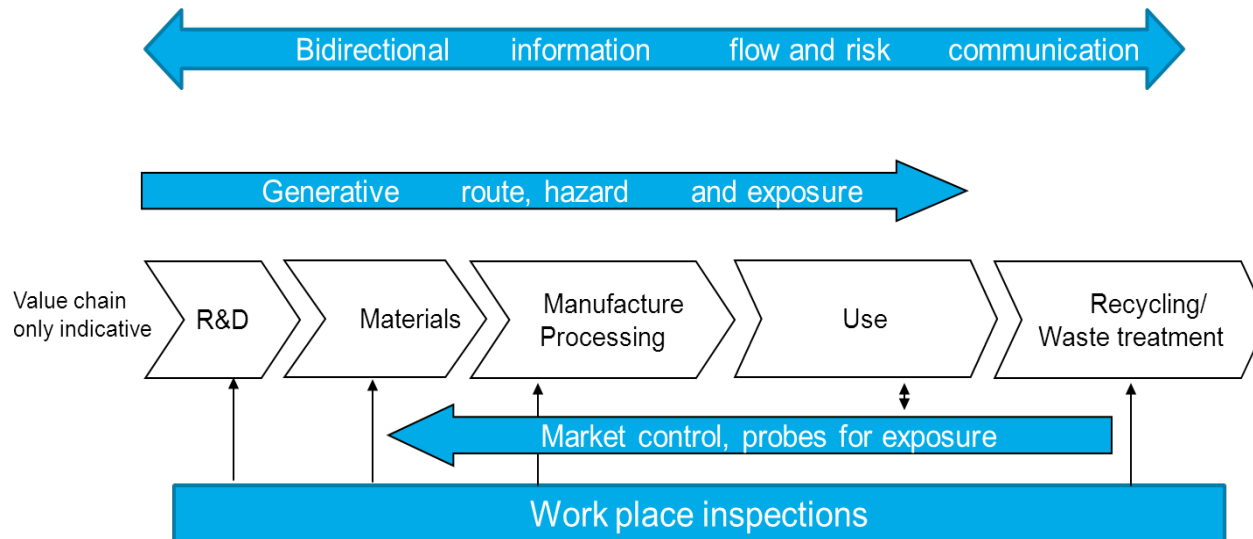 Bidirectional information flow and risk communication
Generative route, hazard and exposure
Value chain
only indicative
R&D
Materials
Manufacture
Processing
Use
Recycling/
Waste treatment
Market control, probes for exposure
Work place inspections